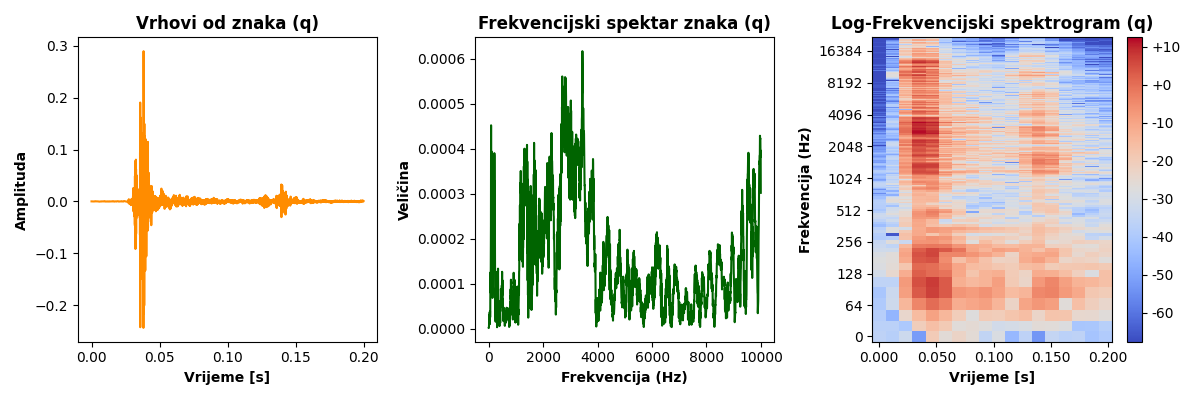 Vrhovi od znaka (q)
0.3
0.2
0.1
0.0
−0.1
−0.2
Amplituda
0.00 0.05 0.10 0.15 0.20
Vrijeme [s]
Frekvencijski spektar znaka (q)
0.0006
0.0005
0.0004
0.0003
0.0002
0.0001
0.0000
Veličina
0 2000 4000 6000 8000 10000
Frekvencija (Hz)
Log-Frekvencijski spektrogram (q)
16384
8192
4096
2048
1024
512
256
128
64
0
Frekvencija (Hz)
0.000 0.050 0.100 0.150 0.200
Vrijeme [s]
+10
+0
-10
-20
-30
-40
-50
-60